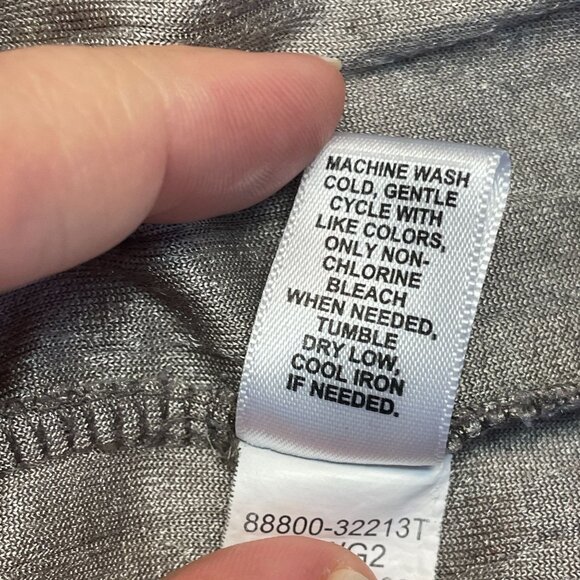 MACHINE WASH
COLD, GENTLE
CYCLE WITH
LIKE COLORS,
ONLY NON-
CHLORINE
BLEACH
WHEN NEEDED.
TUMBLE
DRY LOW,
COOL IRON
IF NEEDED.
88800-32213T